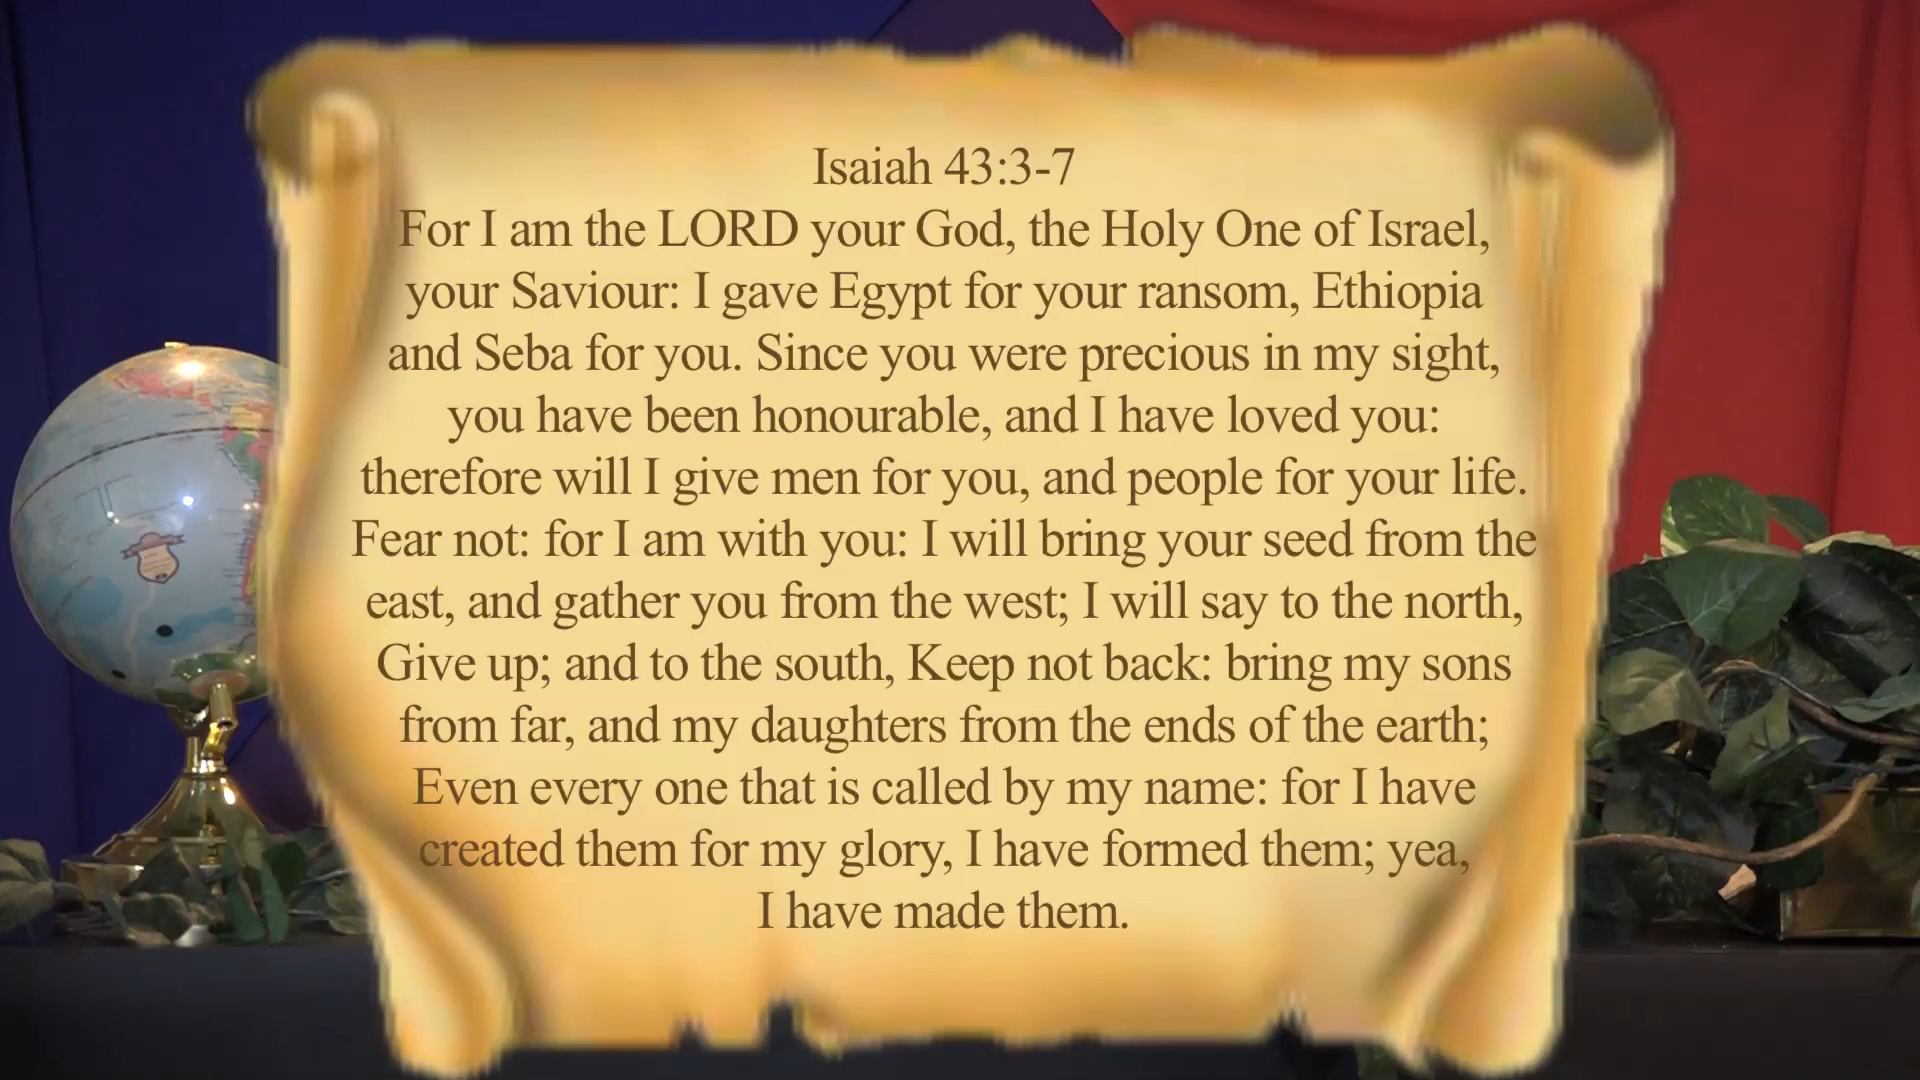 Isaiah 43:3-7
For I am the LORD your God, the Holy One of Israel,
your Saviour: I gave Egypt for your ransom, Ethiopia
and Seba for you. Since you were precious in my sight,
you have been honourable, and I have loved you:
therefore will I give men for you, and people for your life.
Fear not: for I am with you: I will bring your seed from the
east, and gather you from the west; I will say to the north,
Give up; and to the south, Keep not back: bring my sons
from far, and my daughters from the ends of the earth;
Even every one that is called by my name: for I have
created them for my glory, I have formed them; yea,
I have made them.